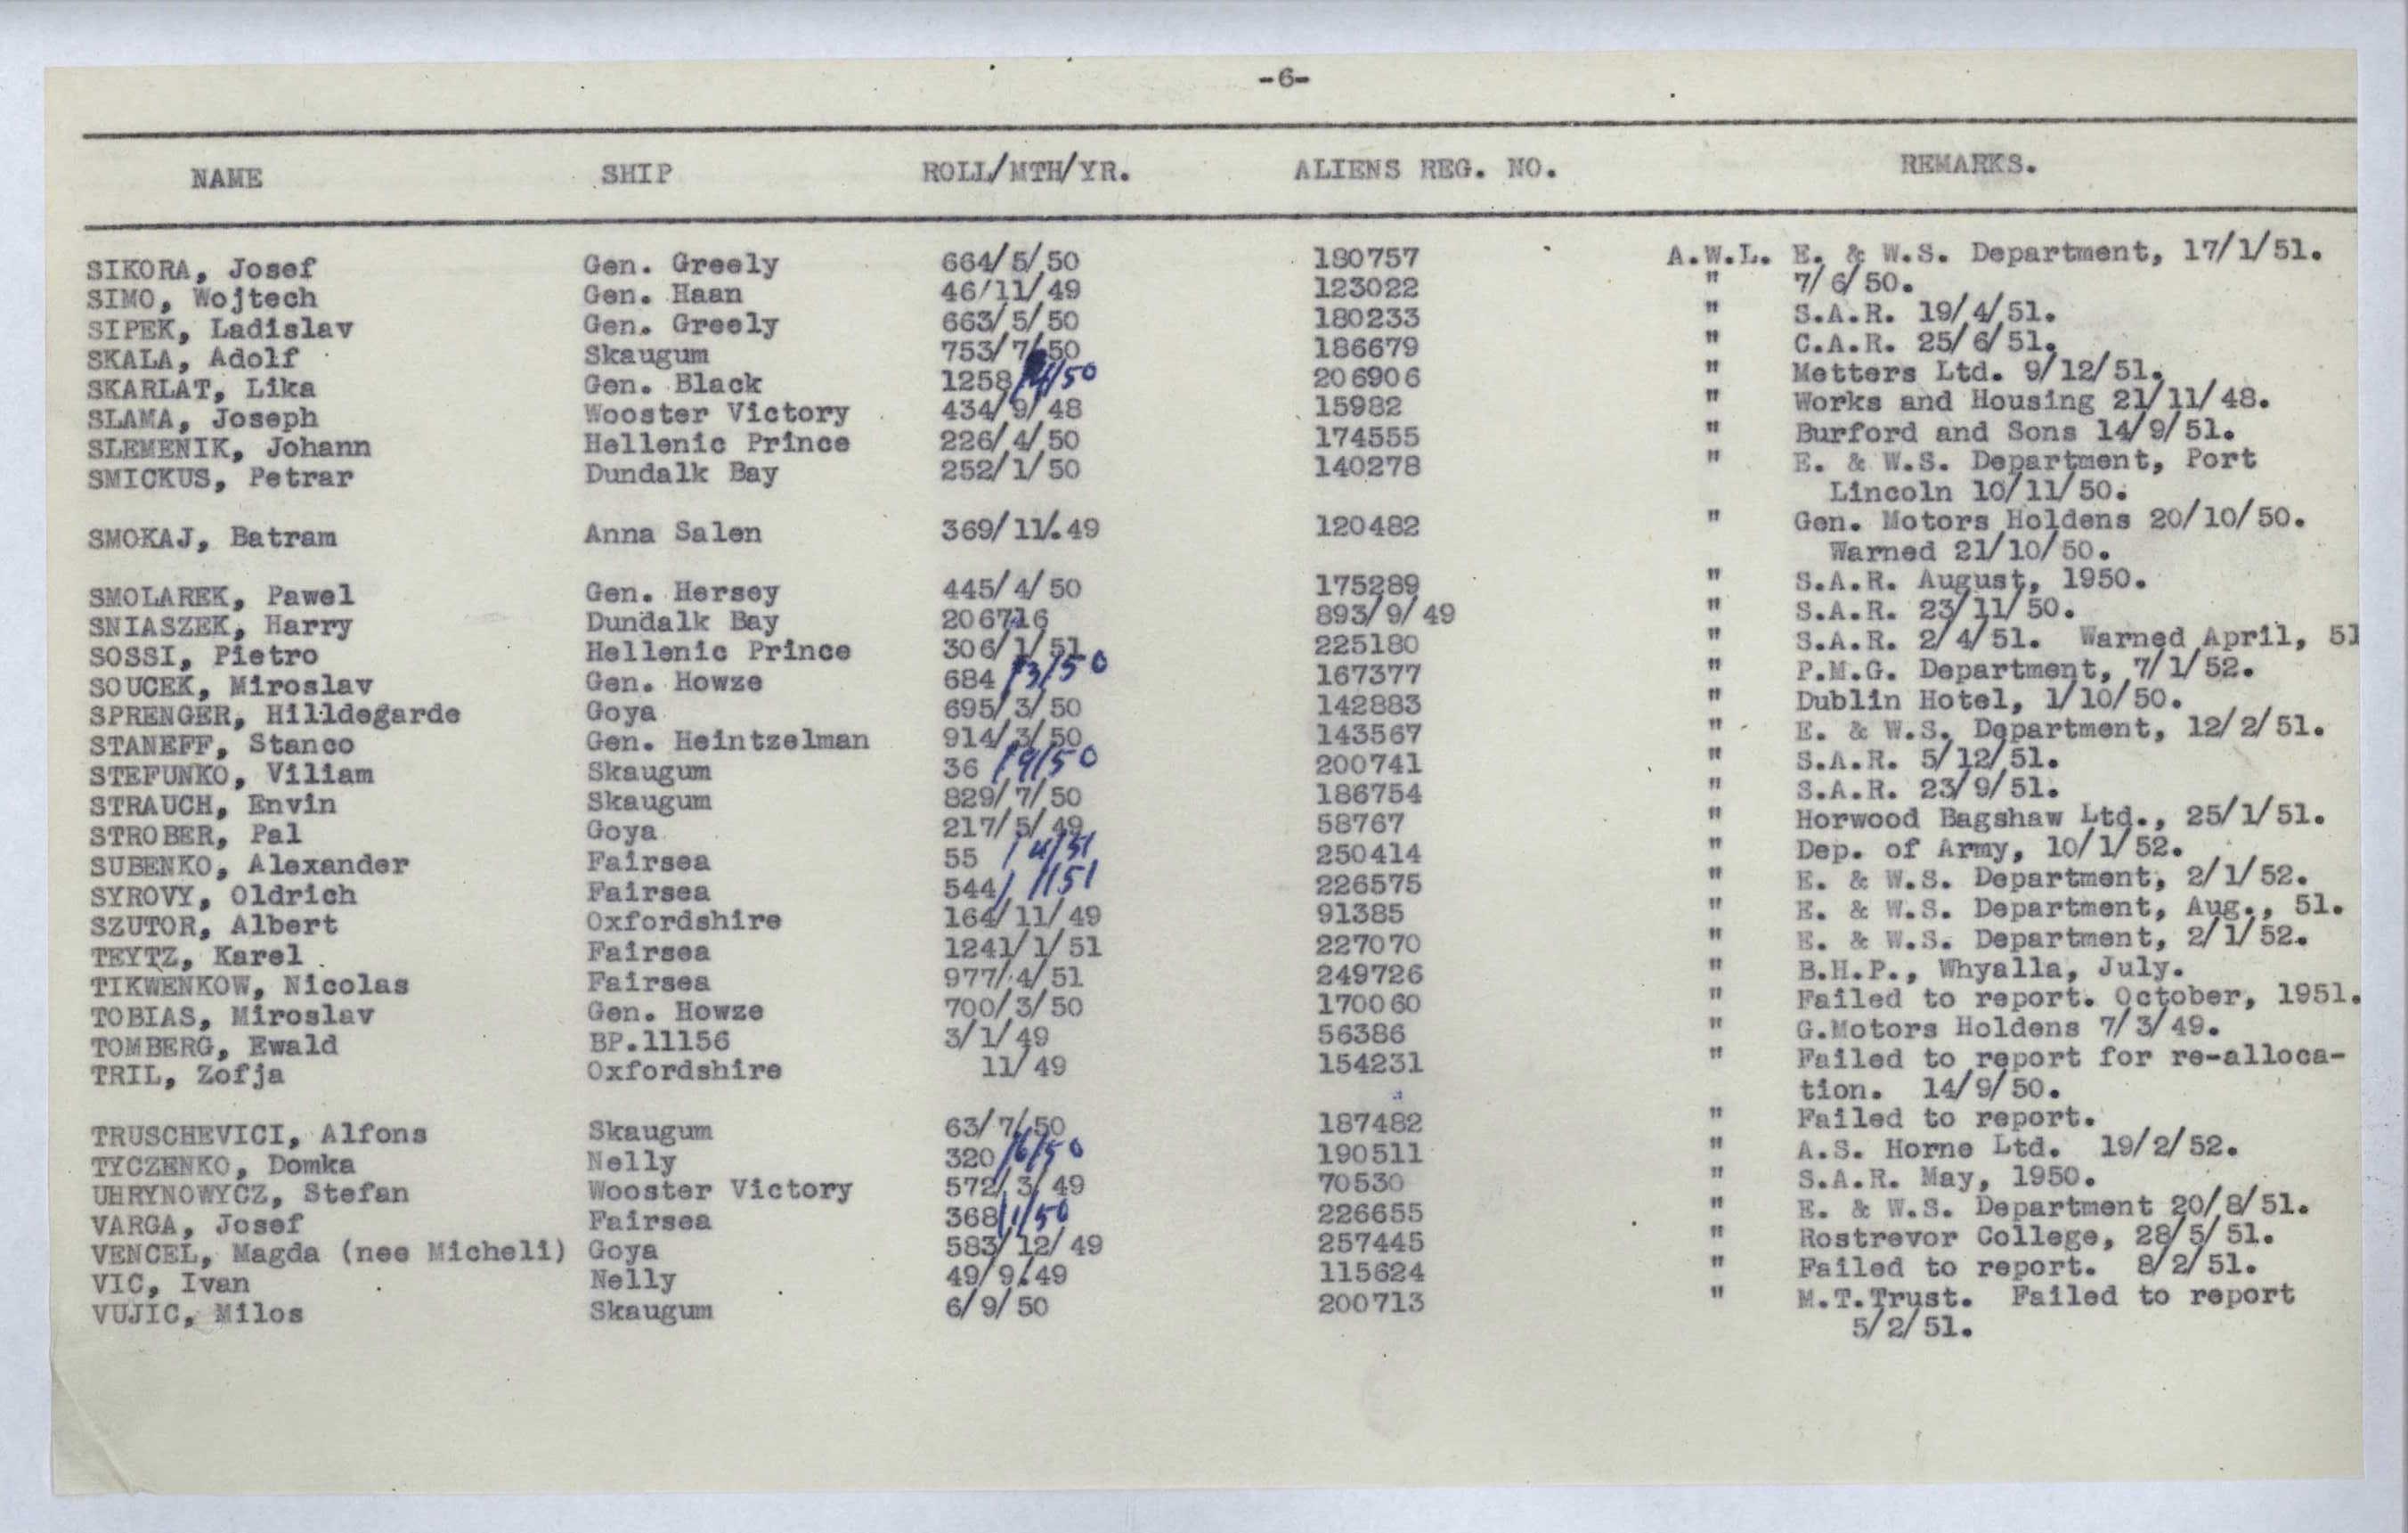 -6-
NAME SHIP ROLL/MTH/YR. ALIENS REG. NO. REMARKS.
SIKORA, Josef Gen. Greely 664/5/50 180757 A.W.L. E. & W.S. Department, 17/1/51.
SIMO, Wojtech Gen. Haan 46/11/49 123022 " 7/6/50.
SIPEK, Ladislav Gen. Greely 663/5/50 180233 " S.A.R. 19/4/51.
SKALA, Adolf Skaugum 753/7/50 186679 " C.A.R. 25/6/51.
SKARLAT, Lika Gen. Black 1258 206906 " Metters Ltd. 9/12/51.
SLAMA, Joseph Wooster Victory 434/9/48 15982 " Works and Housing 21/11/48.
SLEMENIK, Johann Hellenic Prince 226/4/50 174555 " Burford and Sons 14/9/51.
SMICKUS, Petrar Dundalk Bay 252/1/50 140278 " E. & W.S. Department, Port
Lincoln 10/11/50.
SMOKAJ, Batram Anna Salen 369/11/.49 120482 " Gen. Motors Holdens 20/10/50.
Warned 21/10/50.
SMOLAREK, Pawel Gen. Hersey 445/4/50 175289 " S.A.R. August, 1950.
SNIASZEK, Harry Dundalk Bay 206716 893/9/49 " S.A.R. 23/11/50.
SOSSI, Pietro Hellenic Prince 306/1/51 225180 " S.A.R. 2/4/51. Warned April, 51
SOUCEK, Miroslav Gen. Howze 684 /3/50 167377 " P.M.G. Department, 7/1/52.
SPRENGER, Hilldegarde Goya 695/3/50 142883 " Dublin Hotel, 1/10/50.
STANEFF, Stanco Gen. Heintzelman 914/3/50 143567 " E. & W.S. Department, 12/2/51.
STEFUNKO, Viliam Skaugum 36 /9/50 200741 " S.A.R. 5/12/51.
STRAUCH, Envin Skaugum 829/7/50 186754 " S.A.R. 23/9/51.
STROBER, Pal Goya 217/5/49 58767 " Horwood Bagshaw Ltd., 25/1/51.
SUBENKO, Alexander Fairsea 55 /4/51 250414 " Dep. of Army, 10/1/52.
SYROVY, Oldrich Fairsea 544/ 1/51 226575 " E. & W.S. Department, 2/1/52.
SZUTOR, Albert Oxfordshire 164/11/49 91385 " E. & W.S. Department, Aug., 51.
TEYTZ, Karel Fairsea 1241/1/51 227070 " E. & W.S. Department, 2/1/52.
TIKWENKOW, Nicolas Fairsea 977/4/51 249726 " B.H.P., Whyalla, July.
TOBIAS, Miroslav Gen. Howze 700/3/50 170060 " Failed to report. October, 1951.
TOMBERG, Ewald BP.11156 3/1/49 56386 " G.Motors Holdens 7/3/49.
TRIL, Zofja Oxfordshire 11/49 154231 " Failed to report for re-alloca-
tion. 14/9/50.
TRUSCHEVICI, Alfons Skaugum 63/7/50 187482 " Failed to report.
TYCZENKO, Domka Nelly 320 /6/50 190511 " A.S. Horne Ltd. 19/2/52.
UHRYNOWYCZ, Stefan Wooster Victory 572/3/49 70530 " S.A.R. May, 1950.
VARGA, Josef Fairsea 368/1/50 226655 " E. & W.S. Department 20/8/51.
VENCEL, Magda (nee Micheli) Goya 583/12/49 257445 " Rostrevor College, 28/5/51.
VIC, Ivan Nelly 49/9/49 115624 " Failed to report. 8/2/51.
VUJIC, Milos Skaugum 6/9/50 200713 " M.T.Trust. Failed to report
5/2/51.